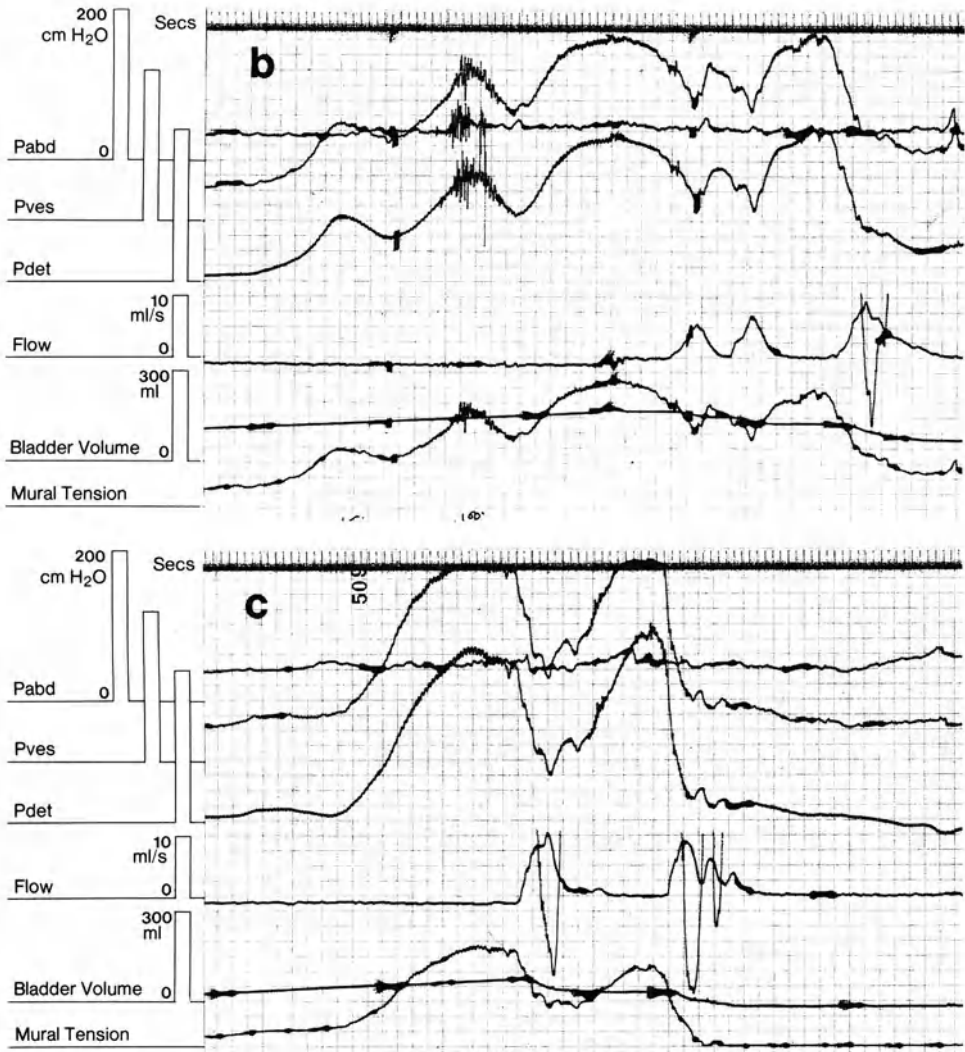 200
cm H₂O
Secs
b
Pabd
0
Pves
Pdet
10
ml/s
Flow
0
300
ml
Bladder Volume
0
Mural Tension
200
cm H₂O
Secs
c
509
Pabd
0
Pves
Pdet
10
ml/s
Flow
0
300
ml
Bladder Volume
0
Mural Tension